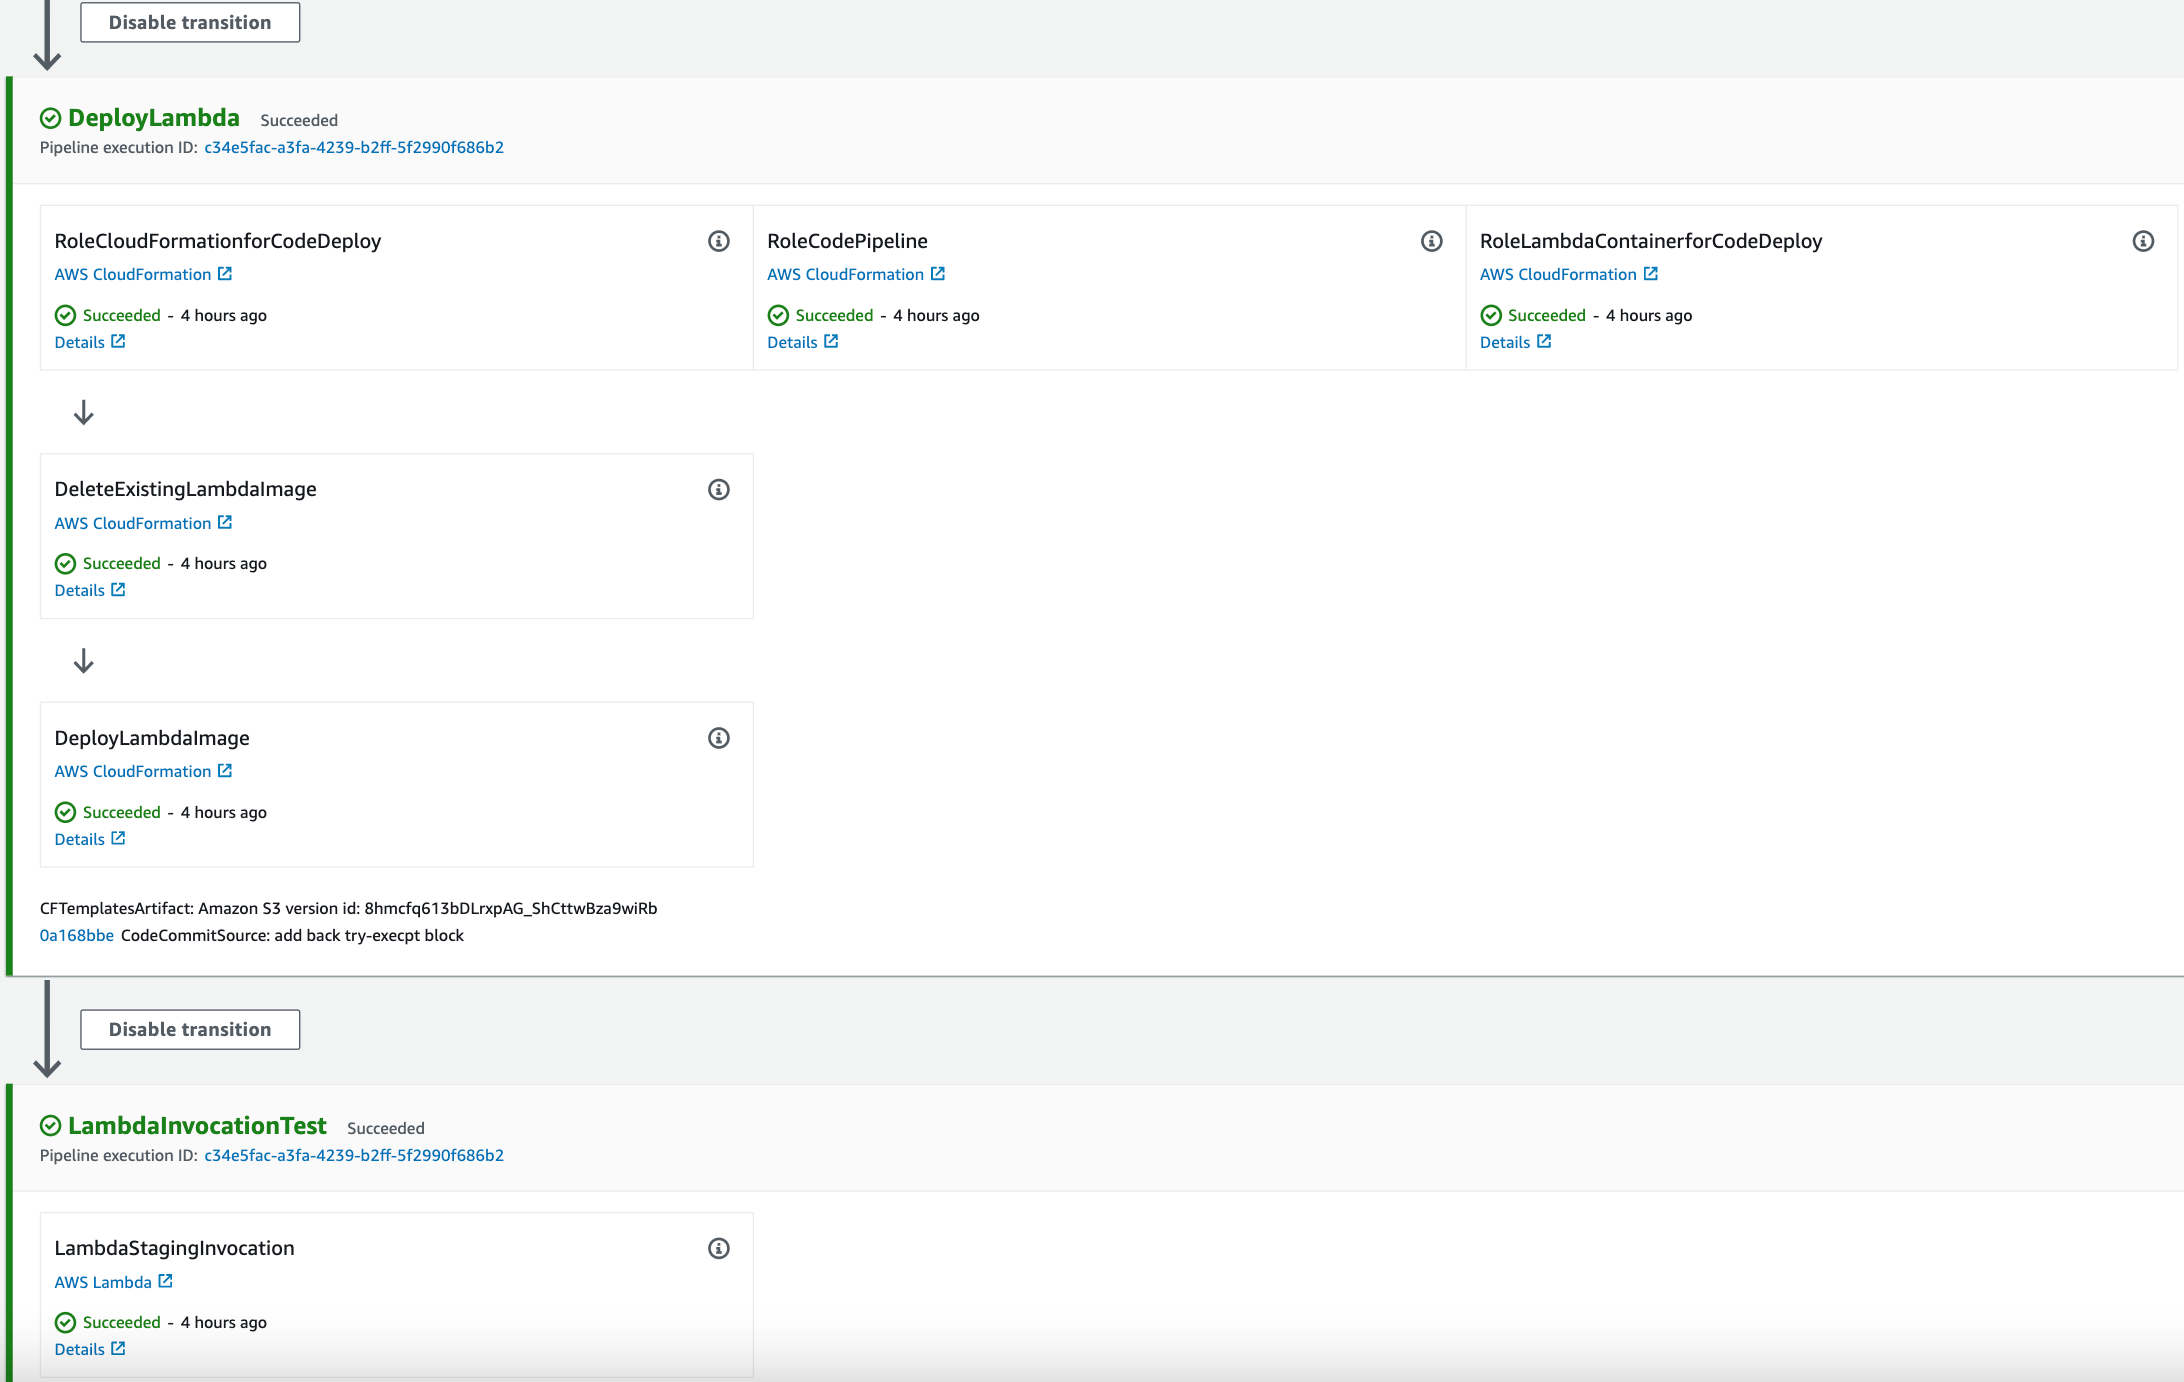 Disable transition
DeployLambda Succeeded
Pipeline execution ID: c34e5fac-a3fa-4239-b2ff-5f2990f686b2
RoleCloudFormationforCodeDeploy
AWS CloudFormation
Succeeded - 4 hours ago
Details
RoleCodePipeline
AWS CloudFormation
Succeeded - 4 hours ago
Details
RoleLambdaContainerforCodeDeploy
AWS CloudFormation
Succeeded - 4 hours ago
Details
DeleteExistingLambdaImage
AWS CloudFormation
Succeeded - 4 hours ago
Details
DeployLambdaImage
AWS CloudFormation
Succeeded - 4 hours ago
Details
CFTemplatesArtifact: Amazon S3 version id: 8hmcfq613bDLrxpAG_ShCttwBza9wiRb
0a168bbe CodeCommitSource: add back try-execpt block
Disable transition
LambdaInvocationTest Succeeded
Pipeline execution ID: c34e5fac-a3fa-4239-b2ff-5f2990f686b2
LambdaStagingInvocation
AWS Lambda
Succeeded - 4 hours ago
Details